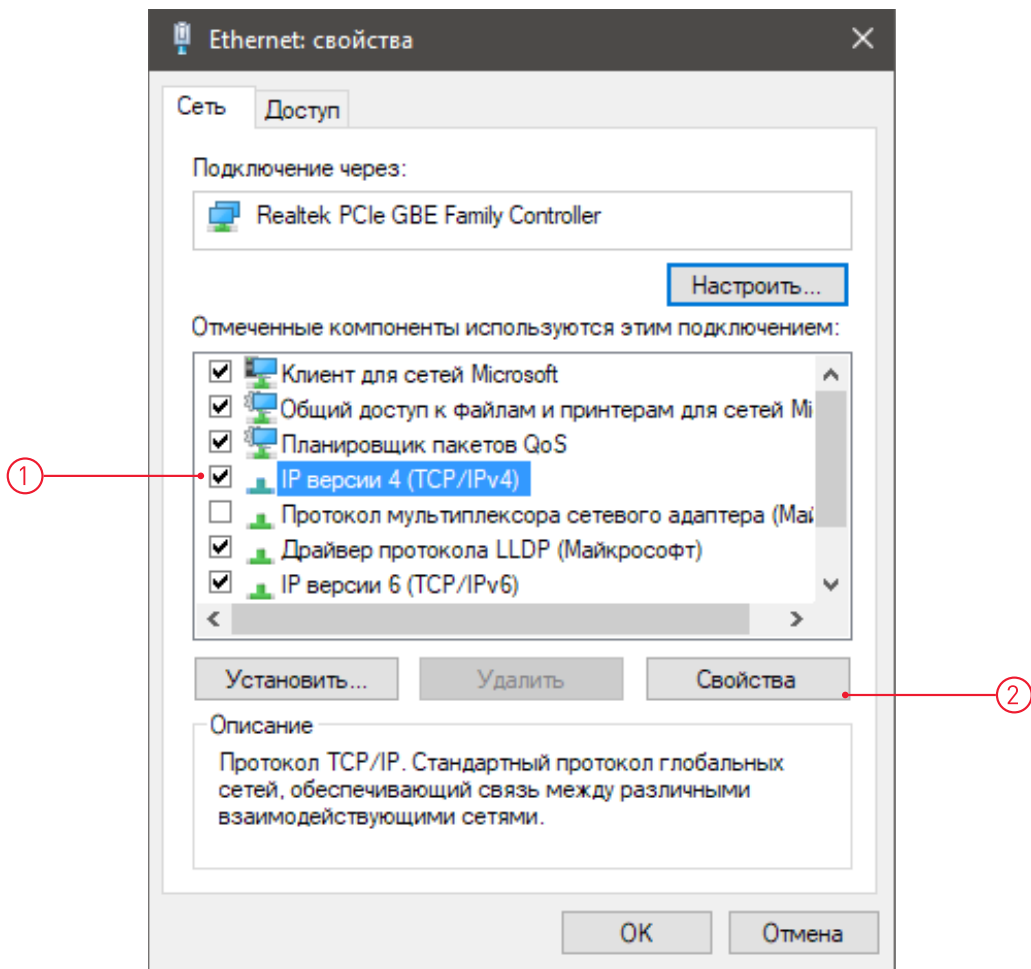 Ethernet: свойства
Сеть
Доступ
Подключение через:
Realtek PCIe GBE Family Controller
Настроить...
Отмеченные компоненты используются этим подключением:
Клиент для сетей Microsoft
Общий доступ к файлам и принтерам для сетей Mi
Планировщик пакетов QoS
1
IP версии 4 (TCP/IPv4)
Протокол мультиплексора сетевого адаптера (Май
Драйвер протокола LLDP (Майкрософт)
IP версии 6 (TCP/IPv6)
Установить...
Удалить
Свойства
2
Описание
Протокол TCP/IP. Стандартный протокол глобальных
сетей, обеспечивающий связь между различными
взаимодействующими сетями.
OK
Отмена